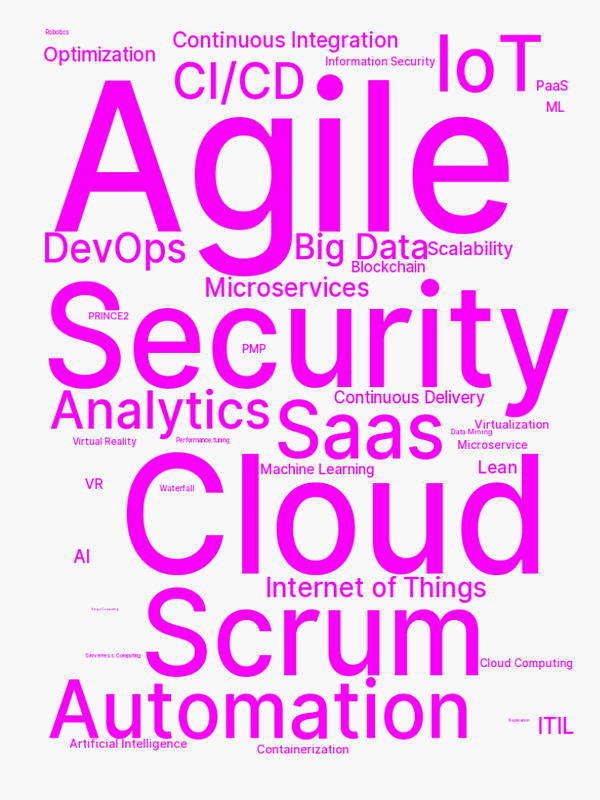 Robotics
Continuous Integration
Optimization
IoT
Information Security
CI/CD
PaaS
ML
Agile
DevOps
Big Data
Scalability
Blockchain
Microservices
Security
PRINCE2
PMP
Continuous Delivery
Analytics
Saas
Virtualization
Data Mining
Virtual Reality
Performance tuning
Microservice
Machine Learning
Lean
VR
Waterfall
Cloud
AI
Internet of Things
Scrum
Serverless Computing
Cloud Computing
Automation
Replication
ITIL
Artificial Intelligence
Containerization